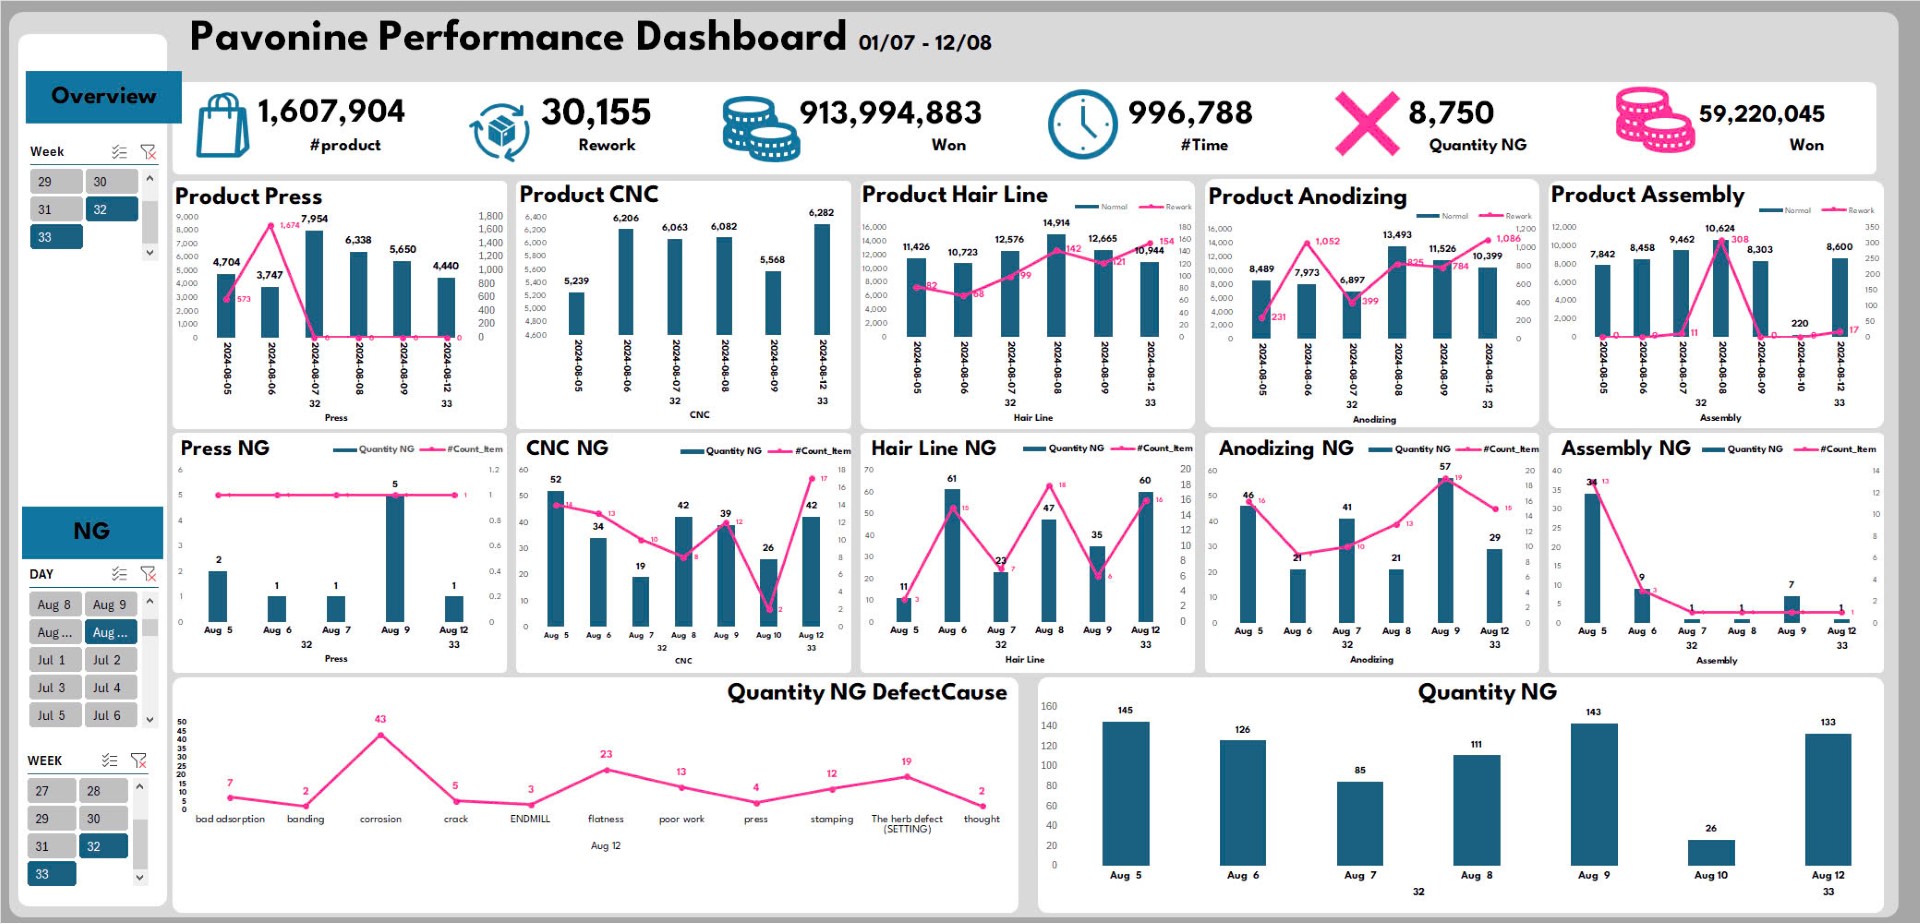 Pavonine Performance Dashboard 01/07 - 12/08
Overview
Week
29 30
31 32
33
1,607,904
#product
30,155
Rework
913,994,883
Won
996,788
#Time
8,750
Quantity NG
59,220,045
Won
Product Press
9,000
8,000
7,000
6,000
5,000
4,000
3,000
2,000
1,000
0
4,704 3,747 7,954 6,338 5,650 4,440
573 1,674 0 0 0 0
1,800
1,600
1,400
1,200
1,000
800
600
400
200
0
2024-08-05 2024-08-06 2024-08-07 2024-08-08 2024-08-09 2024-08-12
32 33
Press
Product CNC
6,400
6,200
6,000
5,800
5,600
5,400
5,200
5,000
4,800
4,600
5,239 6,206 6,063 6,082 5,568 6,282
2024-08-05 2024-08-06 2024-08-07 2024-08-08 2024-08-09 2024-08-12
32 33
CNC
Product Hair Line
Normal Rework
16,000
14,000
12,000
10,000
8,000
6,000
4,000
2,000
0
11,426 10,723 12,576 14,914 12,665 10,944
82 68 99 142 121 154
180
160
140
120
100
80
60
40
20
0
2024-08-05 2024-08-06 2024-08-07 2024-08-08 2024-08-09 2024-08-12
32 33
Hair Line
Product Anodizing
Normal Rework
16,000
14,000
12,000
10,000
8,000
6,000
4,000
2,000
0
8,489 7,973 6,897 13,493 11,526 10,399
231 1,052 399 825 784 1,086
1,200
1,000
800
600
400
200
0
2024-08-05 2024-08-06 2024-08-07 2024-08-08 2024-08-09 2024-08-12
32 33
Anodizing
Product Assembly
Normal Rework
12,000
10,000
8,000
6,000
4,000
2,000
0
7,842 8,458 9,462 10,624 8,303 220 8,600
0 0 11 308 0 0 17
350
300
250
200
150
100
50
0
2024-08-05 2024-08-06 2024-08-07 2024-08-08 2024-08-09 2024-08-10 2024-08-12
32 33
Assembly
NG
DAY
Aug 8 Aug 9
Aug ... Aug ...
Jul 1 Jul 2
Jul 3 Jul 4
Jul 5 Jul 6
WEEK
27 28
29 30
31 32
33
Press NG
Quantity NG #Count_Item
6
5
4
3
2
1
0
2 1 1 5 1
1 1 1 1 1
1.2
1
0.8
0.6
0.4
0.2
0
Aug 5 Aug 6 Aug 7 Aug 9 Aug 12
32 33
Press
CNC NG
Quantity NG #Count_Item
60
50
40
30
20
10
0
52 34 19 42 39 26 42
14 13 10 8 12 2 17
18
16
14
12
10
8
6
4
2
0
Aug 5 Aug 6 Aug 7 Aug 8 Aug 9 Aug 10 Aug 12
32 33
CNC
Hair Line NG
Quantity NG #Count_Item
70
60
50
40
30
20
10
0
11 61 23 47 35 60
3 15 7 18 6 16
20
18
16
14
12
10
8
6
4
2
0
Aug 5 Aug 6 Aug 7 Aug 8 Aug 9 Aug 12
32 33
Hair Line
Anodizing NG
Quantity NG #Count_Item
60
50
40
30
20
10
0
46 21 41 21 57 29
16 9 10 13 19 15
20
18
16
14
12
10
8
6
4
2
0
Aug 5 Aug 6 Aug 7 Aug 8 Aug 9 Aug 12
32 33
Anodizing
Assembly NG
Quantity NG #Count_Item
40
35
30
25
20
15
10
5
0
34 9 1 1 7 1
13 3 1 1 1 1
14
12
10
8
6
4
2
0
Aug 5 Aug 6 Aug 7 Aug 8 Aug 9 Aug 12
32 33
Assembly
Quantity NG DefectCause
50
45
40
35
30
25
20
15
10
5
0
7 2 43 5 3 23 13 4 12 19 2
bad adsorption banding corrosion crack ENDMILL flatness poor work press stamping The herb defect thought
(SETTING)
Aug 12
Quantity NG
160
140
120
100
80
60
40
20
0
145 126 85 111 143 26 133
Aug 5 Aug 6 Aug 7 Aug 8 Aug 9 Aug 10 Aug 12
32 33